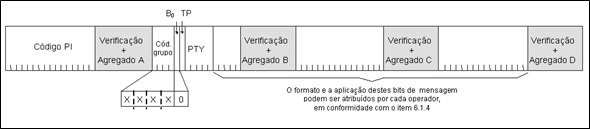 B₀ TP
Código PI
Verificação
+
Agregado A
Cód.
grupo
PTY
Verificação
+
Agregado B
Verificação
+
Agregado C
Verificação
+
Agregado D
X X X X 0
O formato e a aplicação destes bits de mensagem
podem ser atribuídos por cada operador,
em conformidade com o item 6.1.4